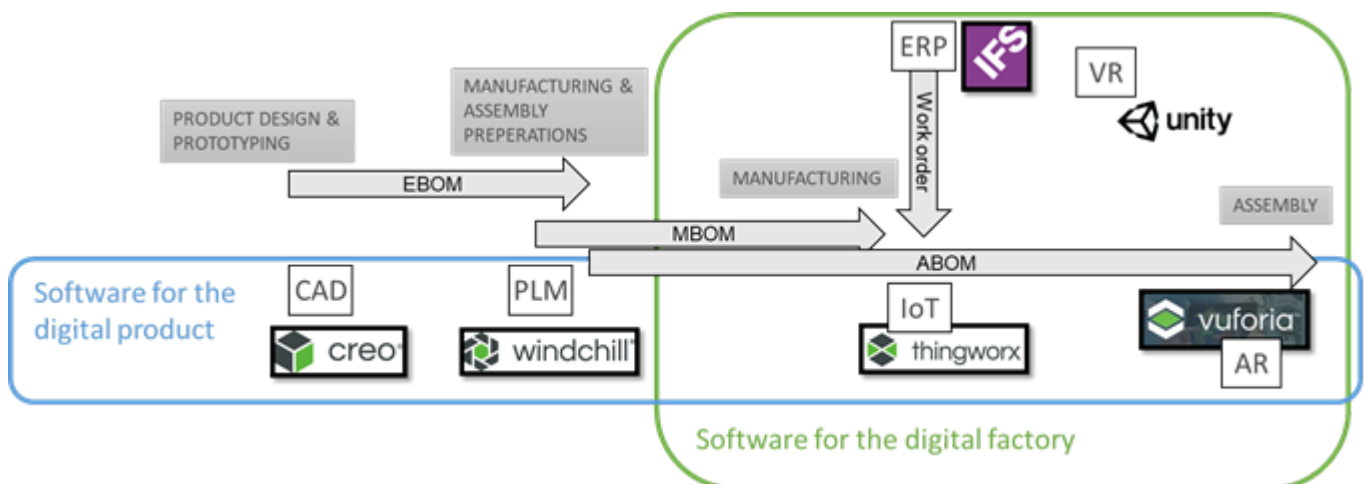 ERP
IFS
VR
unity
MANUFACTURING &
ASSEMBLY
PREPERATIONS
PRODUCT DESIGN &
PROTOTYPING
Work order
EBOM
MANUFACTURING
ASSEMBLY
MBOM
ABOM
Software for the
digital product
CAD
creo®
PLM
windchill®
IoT
thingworx
vuforia
AR
Software for the digital factory